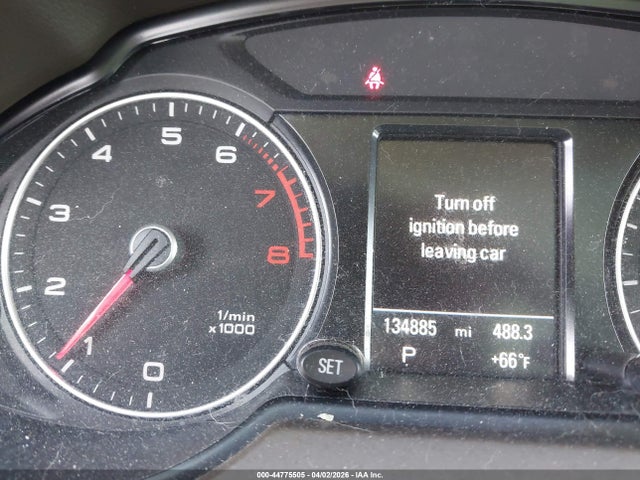 0
1
2
3
4
5
6
7
8
1/min
x1000
SET
Turn off
ignition before
leaving car
134885 mi 488.3
P +66°F
000-44775505 - 04/02/2026 - IAA Inc.